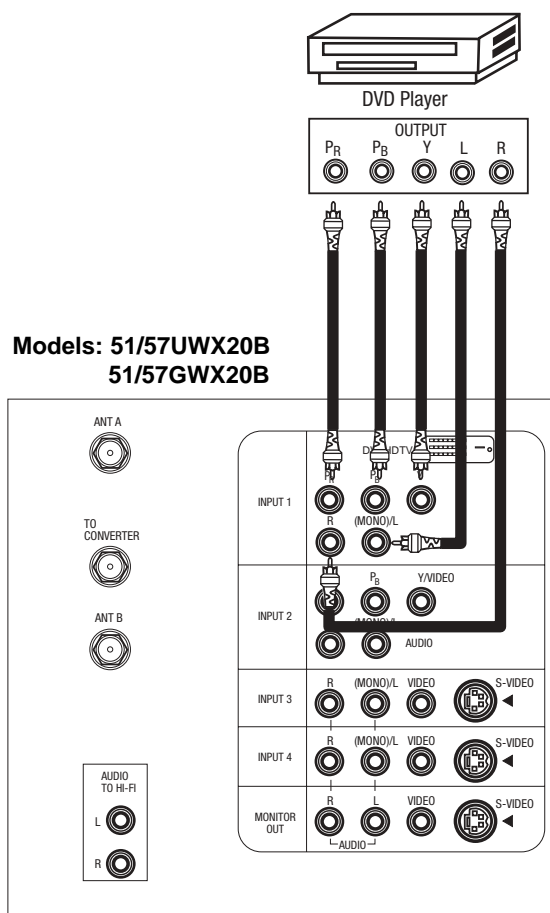 DVD Player
OUTPUT
PR PB Y L R
Models: 51/57UWX20B
51/57GWX20B
ANT A
TO
CONVERTER
ANT B
AUDIO
TO HI-FI
L
R
INPUT 1
PB
R (MONO)/L
INPUT 2
PB Y/VIDEO
(MONO)/L
AUDIO
INPUT 3
R (MONO)/L VIDEO S-VIDEO
INPUT 4
R (MONO)/L VIDEO S-VIDEO
MONITOR
OUT
R L VIDEO S-VIDEO
AUDIO